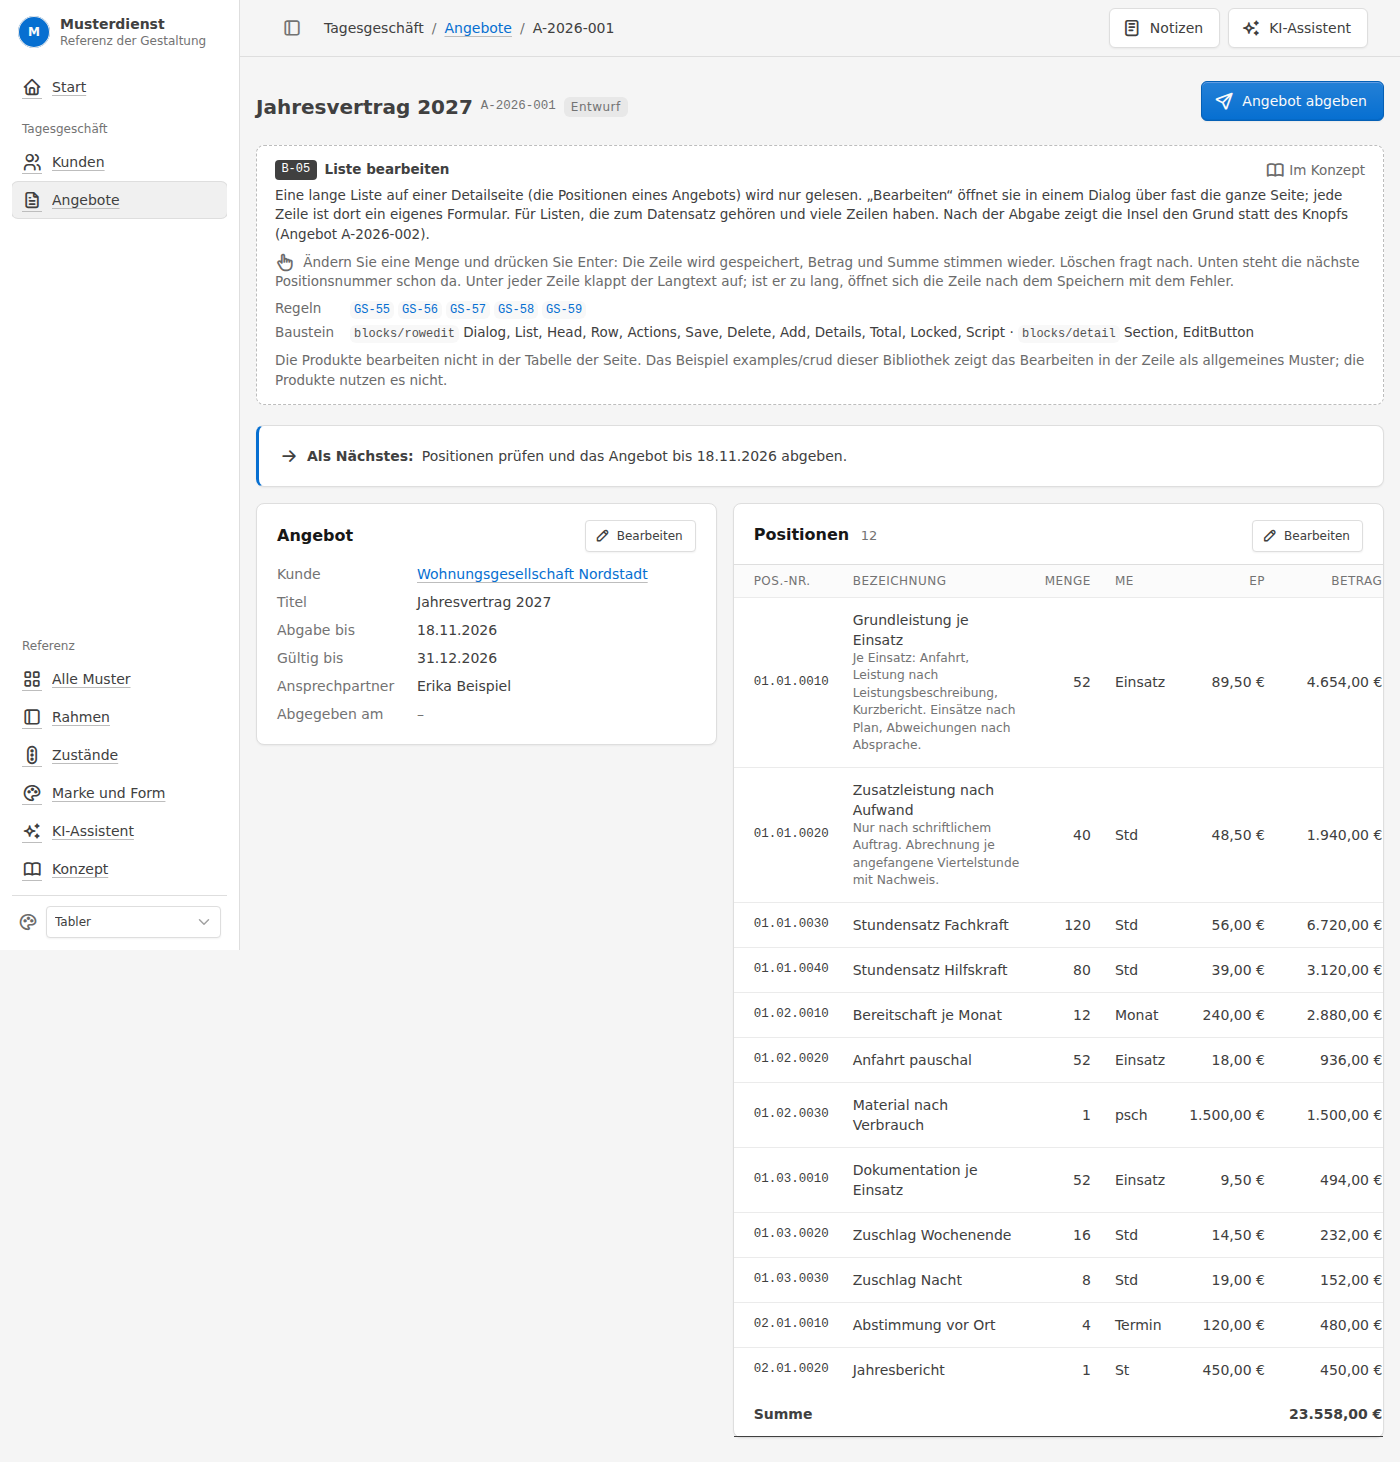 M
Musterdienst
Referenz der Gestaltung
Start
Tagesgeschäft
Kunden
Angebote
Referenz
Alle Muster
Rahmen
Zustände
Marke und Form
KI-Assistent
Konzept
Tabler
Tagesgeschäft / Angebote / A-2026-001
Notizen
KI-Assistent
Jahresvertrag 2027 A-2026-001 Entwurf
Angebot abgeben
B-05 Liste bearbeiten
Im Konzept
Eine lange Liste auf einer Detailseite (die Positionen eines Angebots) wird nur gelesen. „Bearbeiten“ öffnet sie in einem Dialog über fast die ganze Seite; jede
Zeile ist dort ein eigenes Formular. Für Listen, die zum Datensatz gehören und viele Zeilen haben. Nach der Abgabe zeigt die Insel den Grund statt des Knopfs
(Angebot A-2026-002).
Ändern Sie eine Menge und drücken Sie Enter: Die Zeile wird gespeichert, Betrag und Summe stimmen wieder. Löschen fragt nach. Unten steht die nächste
Positionsnummer schon da. Unter jeder Zeile klappt der Langtext auf; ist er zu lang, öffnet sich die Zeile nach dem Speichern mit dem Fehler.
Regeln GS-55 GS-56 GS-57 GS-58 GS-59
Baustein blocks/rowedit Dialog, List, Head, Row, Actions, Save, Delete, Add, Details, Total, Locked, Script · blocks/detail Section, EditButton
Die Produkte bearbeiten nicht in der Tabelle der Seite. Das Beispiel examples/crud dieser Bibliothek zeigt das Bearbeiten in der Zeile als allgemeines Muster; die
Produkte nutzen es nicht.
Als Nächstes: Positionen prüfen und das Angebot bis 18.11.2026 abgeben.
Angebot
Bearbeiten
Kunde Wohnungsgesellschaft Nordstadt
Titel Jahresvertrag 2027
Abgabe bis 18.11.2026
Gültig bis 31.12.2026
Ansprechpartner Erika Beispiel
Abgegeben am –
Positionen 12
Bearbeiten
POS.-NR. BEZEICHNUNG MENGE ME EP BETRAG
Grundleistung je
Einsatz
Je Einsatz: Anfahrt,
Leistung nach
Leistungsbeschreibung,
Kurzbericht. Einsätze nach
Plan, Abweichungen nach
Absprache.
01.01.0010 52 Einsatz 89,50 € 4.654,00 €
Zusatzleistung nach
Aufwand
Nur nach schriftlichem
Auftrag. Abrechnung je
angefangene Viertelstunde
mit Nachweis.
01.01.0020 40 Std 48,50 € 1.940,00 €
01.01.0030 Stundensatz Fachkraft 120 Std 56,00 € 6.720,00 €
01.01.0040 Stundensatz Hilfskraft 80 Std 39,00 € 3.120,00 €
01.02.0010 Bereitschaft je Monat 12 Monat 240,00 € 2.880,00 €
01.02.0020 Anfahrt pauschal 52 Einsatz 18,00 € 936,00 €
Material nach
Verbrauch
01.02.0030 1 psch 1.500,00 € 1.500,00 €
Dokumentation je
Einsatz
01.03.0010 52 Einsatz 9,50 € 494,00 €
01.03.0020 Zuschlag Wochenende 16 Std 14,50 € 232,00 €
01.03.0030 Zuschlag Nacht 8 Std 19,00 € 152,00 €
02.01.0010 Abstimmung vor Ort 4 Termin 120,00 € 480,00 €
02.01.0020 Jahresbericht 1 St 450,00 € 450,00 €
Summe 23.558,00 €